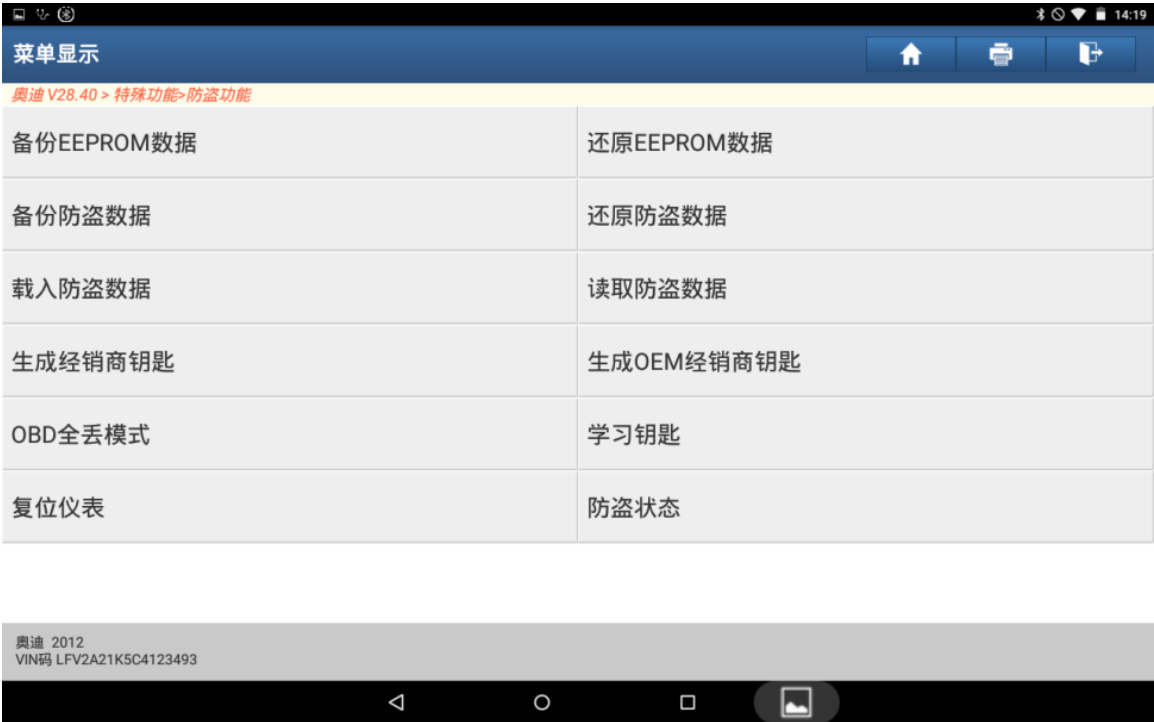 14:19
菜单显示
奥迪 V28.40 > 特殊功能>防盗功能
备份EEPROM数据
还原EEPROM数据
备份防盗数据
还原防盗数据
载入防盗数据
读取防盗数据
生成经销商钥匙
生成OEM经销商钥匙
OBD全丢模式
学习钥匙
复位仪表
防盗状态
奥迪 2012
VIN码 LFV2A21K5C4123493